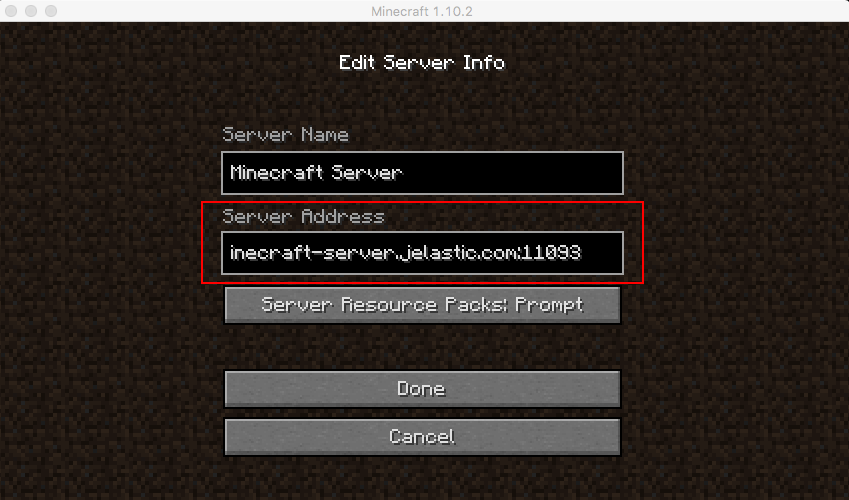 Minecraft 1.10.2
Edit Server Info
Server Name
Minecraft Server
Server Address
inecraft-server.jelastic.com:11093
Server Resource Packs: Prompt
Done
Cancel